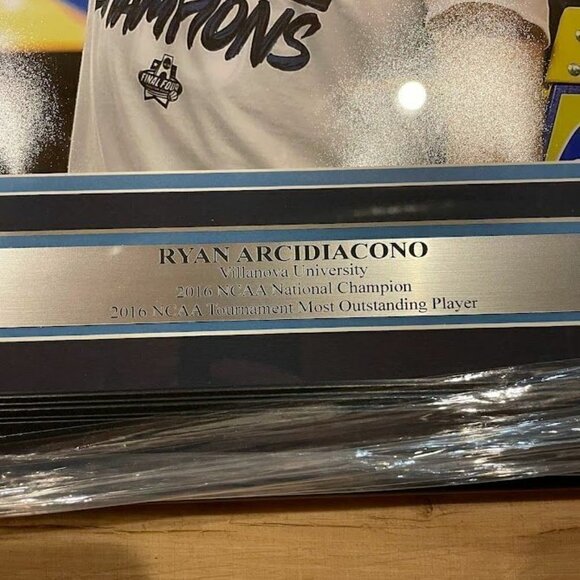 CHAMPIONS
FINAL FOUR
RYAN ARCIDIACONO
Villanova University
2016 NCAA National Champion
2016 NCAA Tournament Most Outstanding Player